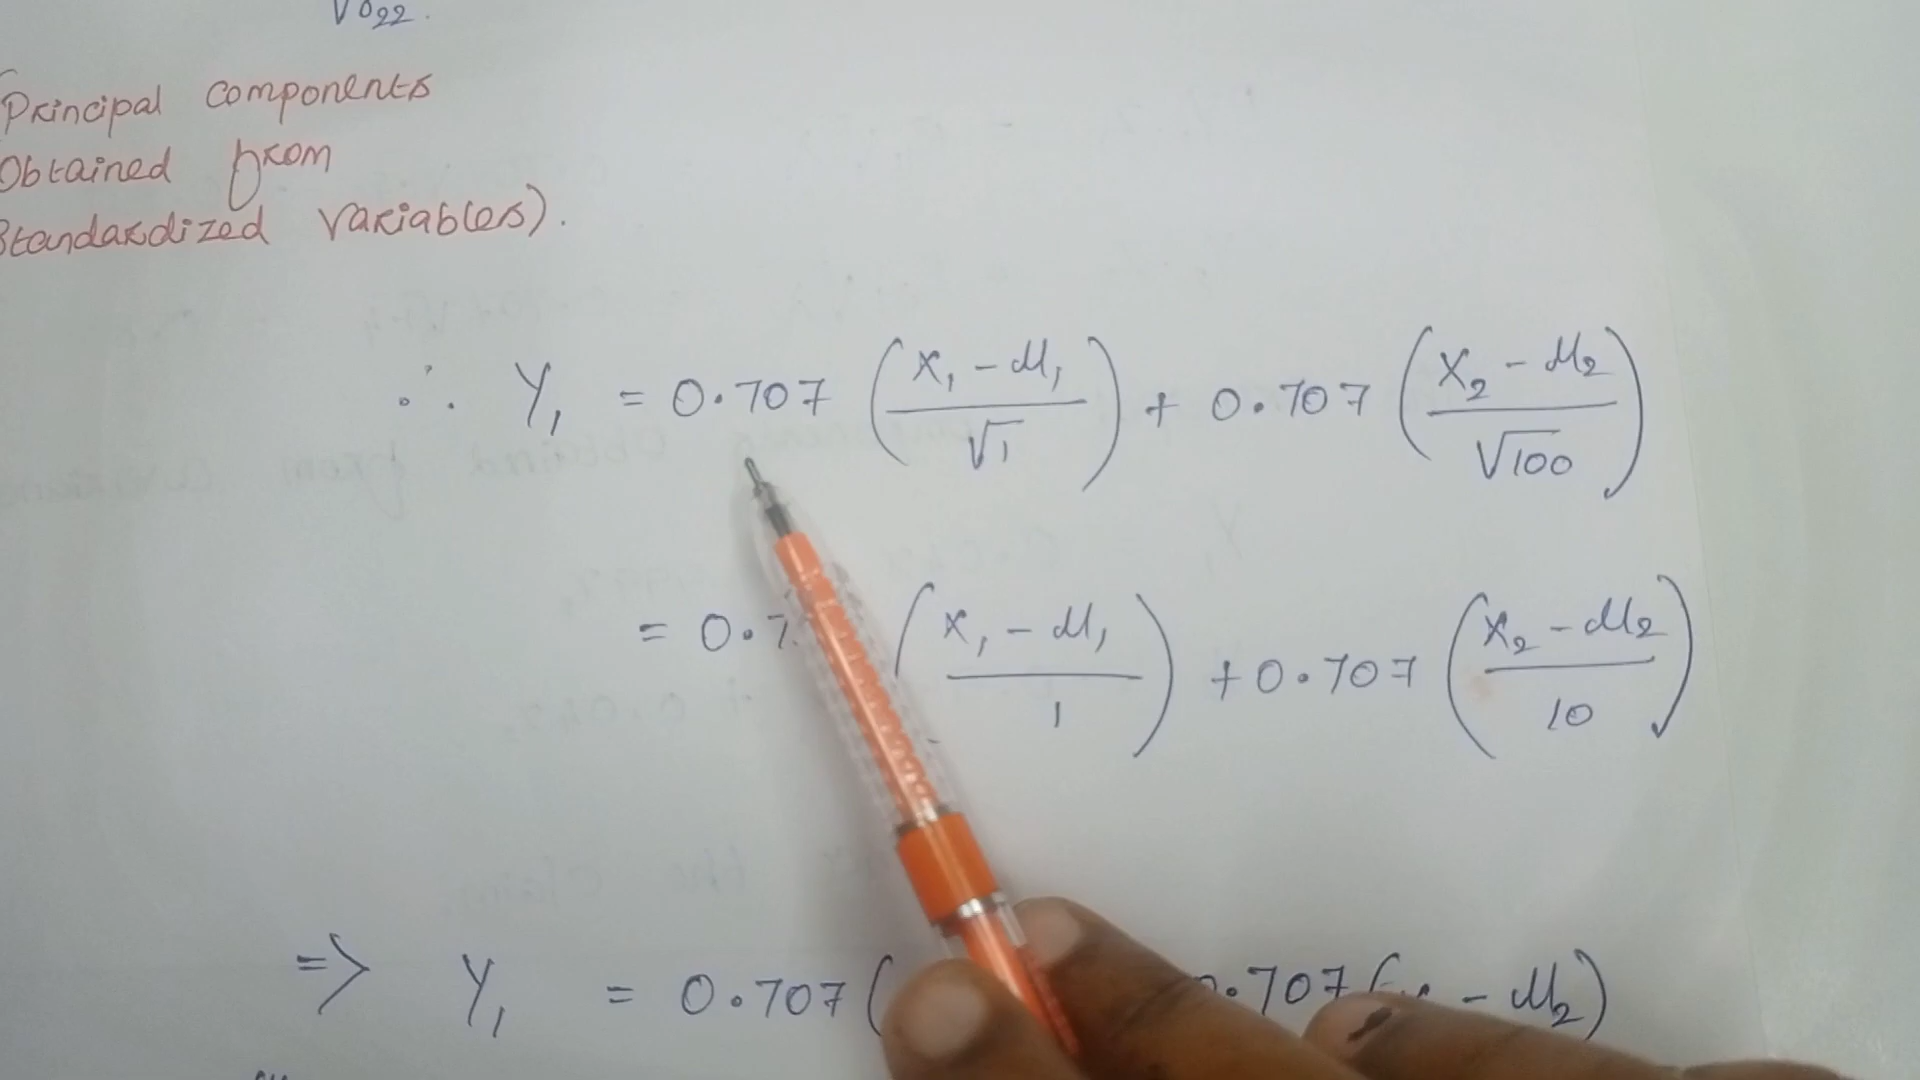 √σ₂₂.
Principal components
Obtained from
Standardized variables).
∴ Y₁ = 0.707 ((X₁ - μ₁)/√1) + 0.707 ((X₂ - μ₂)/√100)
= 0.7 ((X₁ - μ₁)/1) + 0.707 ((X₂ - μ₂)/10)
=> Y₁ = 0.707 ( 0.707 ( - μ₂)